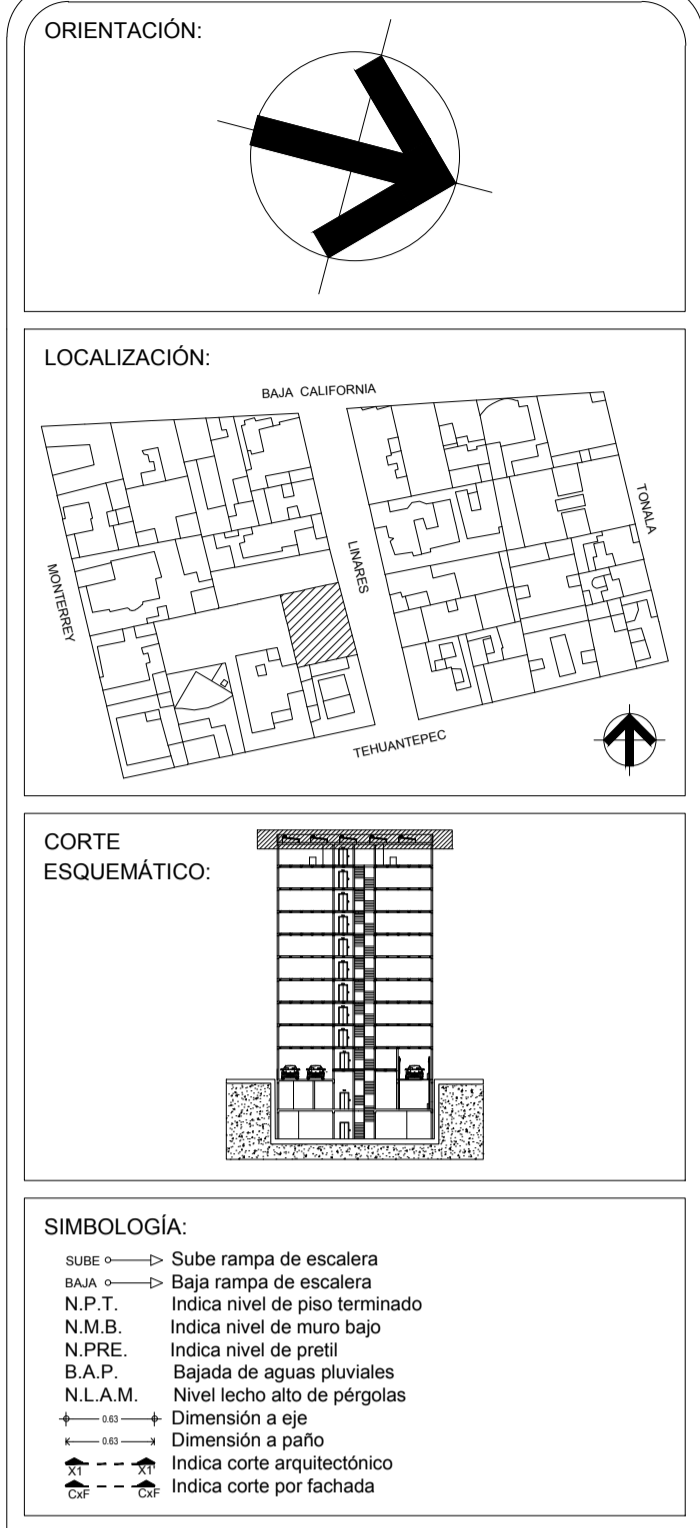 ORIENTACIÓN:
LOCALIZACIÓN:
BAJA CALIFORNIA
MONTERREY
LINARES
TONALA
TEHUANTEPEC
CORTE
ESQUEMÁTICO:
SIMBOLOGÍA:
SUBE Sube rampa de escalera
BAJA Baja rampa de escalera
N.P.T. Indica nivel de piso terminado
N.M.B. Indica nivel de muro bajo
N.PRE. Indica nivel de pretil
B.A.P. Bajada de aguas pluviales
N.L.A.M. Nivel lecho alto de pérgolas
0.63 Dimensión a eje
0.63 Dimensión a paño
X1 X1' Indica corte arquitectónico
CxF CxF' Indica corte por fachada